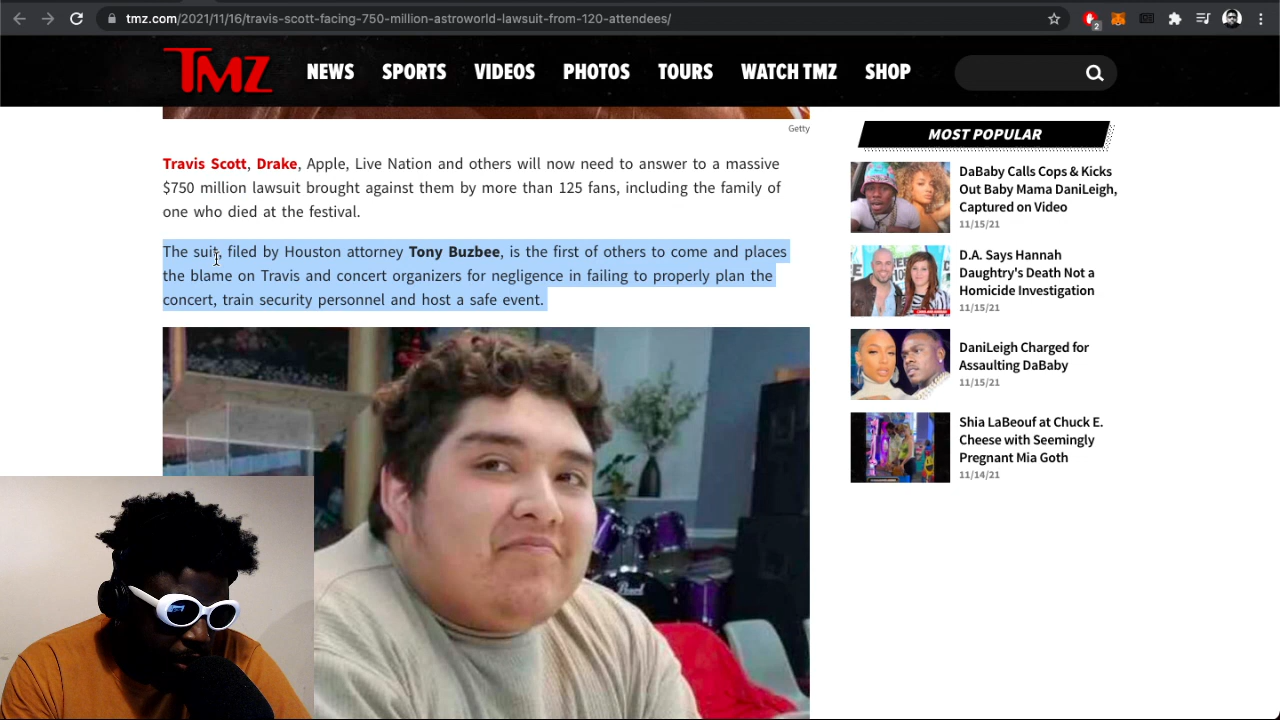 tmz.com/2021/11/16/travis-scott-facing-750-million-astroworld-lawsuit-from-120-attendees/
2
TMZ
NEWS SPORTS VIDEOS PHOTOS TOURS WATCH TMZ SHOP
Getty
Travis Scott, Drake, Apple, Live Nation and others will now need to answer to a massive
$750 million lawsuit brought against them by more than 125 fans, including the family of
one who died at the festival.
The suit, filed by Houston attorney Tony Buzbee, is the first of others to come and places
the blame on Travis and concert organizers for negligence in failing to properly plan the
concert, train security personnel and host a safe event.
Pearl
MOST POPULAR
DaBaby Calls Cops & Kicks
Out Baby Mama DaniLeigh,
Captured on Video
11/15/21
D.A. Says Hannah
Daughtry's Death Not a
Homicide Investigation
11/15/21
DaniLeigh Charged for
Assaulting DaBaby
11/15/21
Shia LaBeouf at Chuck E.
Cheese with Seemingly
Pregnant Mia Goth
11/14/21